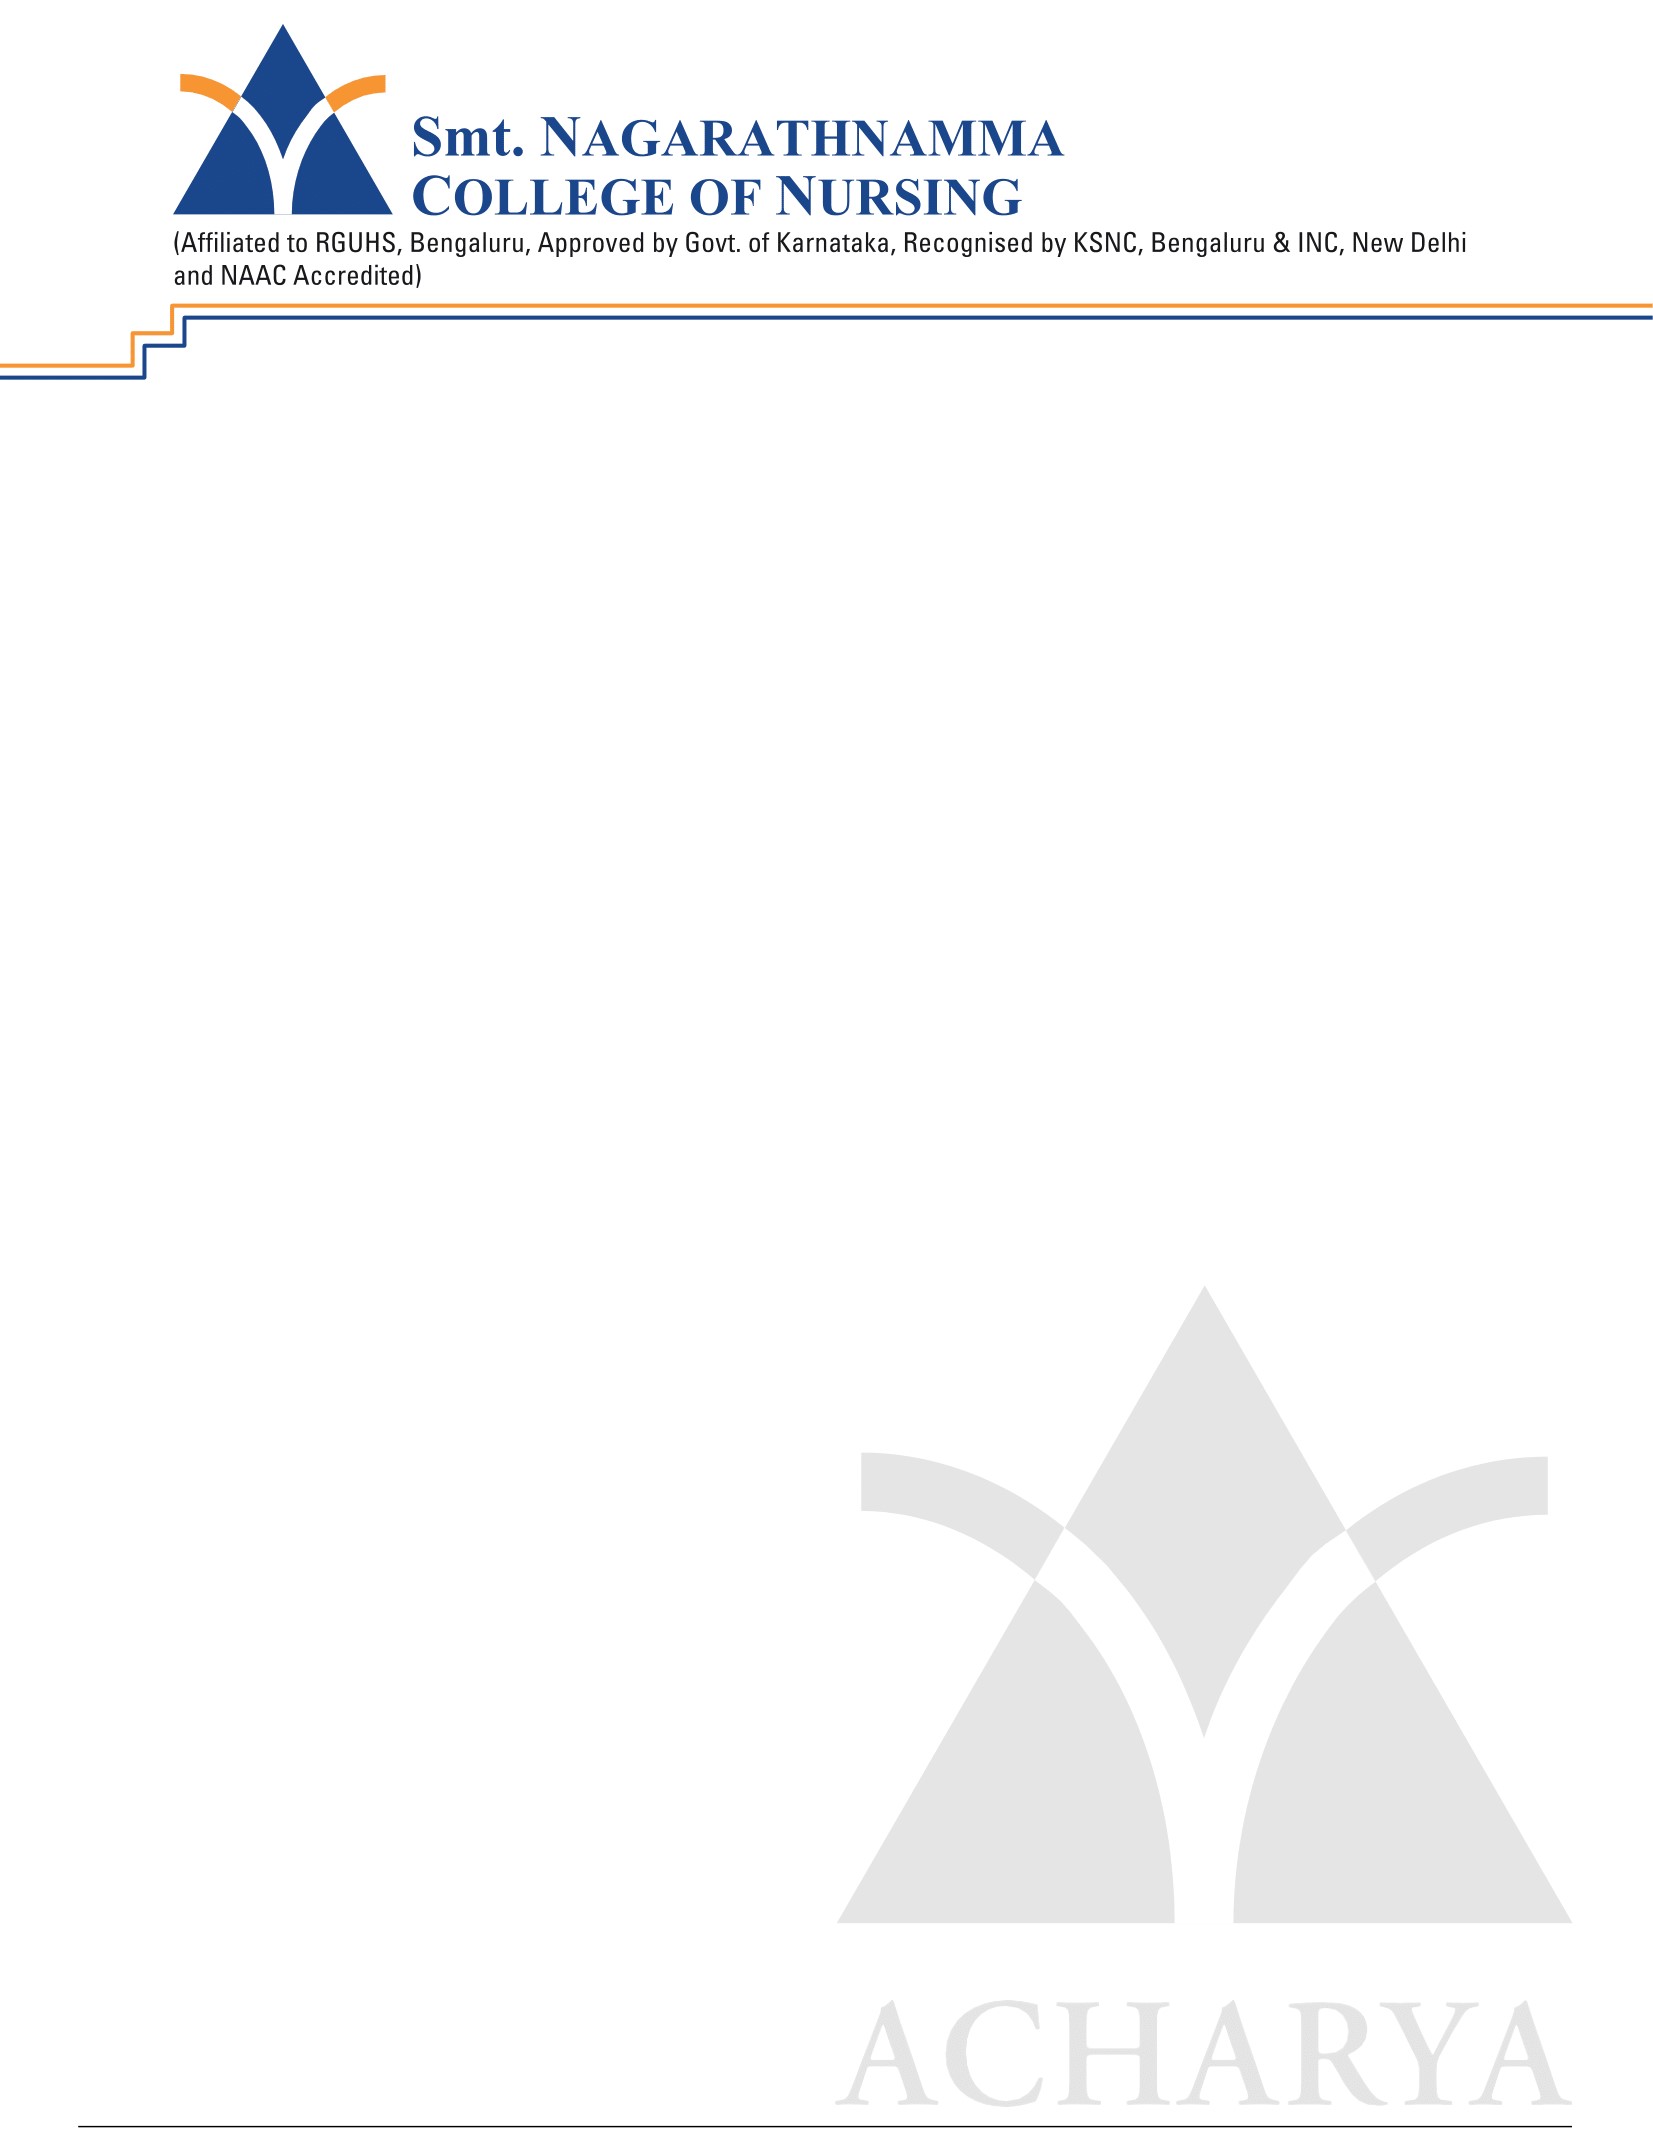 Smt. NAGARATHNAMMA
COLLEGE OF NURSING
(Affiliated to RGUHS, Bengaluru, Approved by Govt. of Karnataka, Recognised by KSNC, Bengaluru & INC, New Delhi
and NAAC Accredited)
ACHARYA